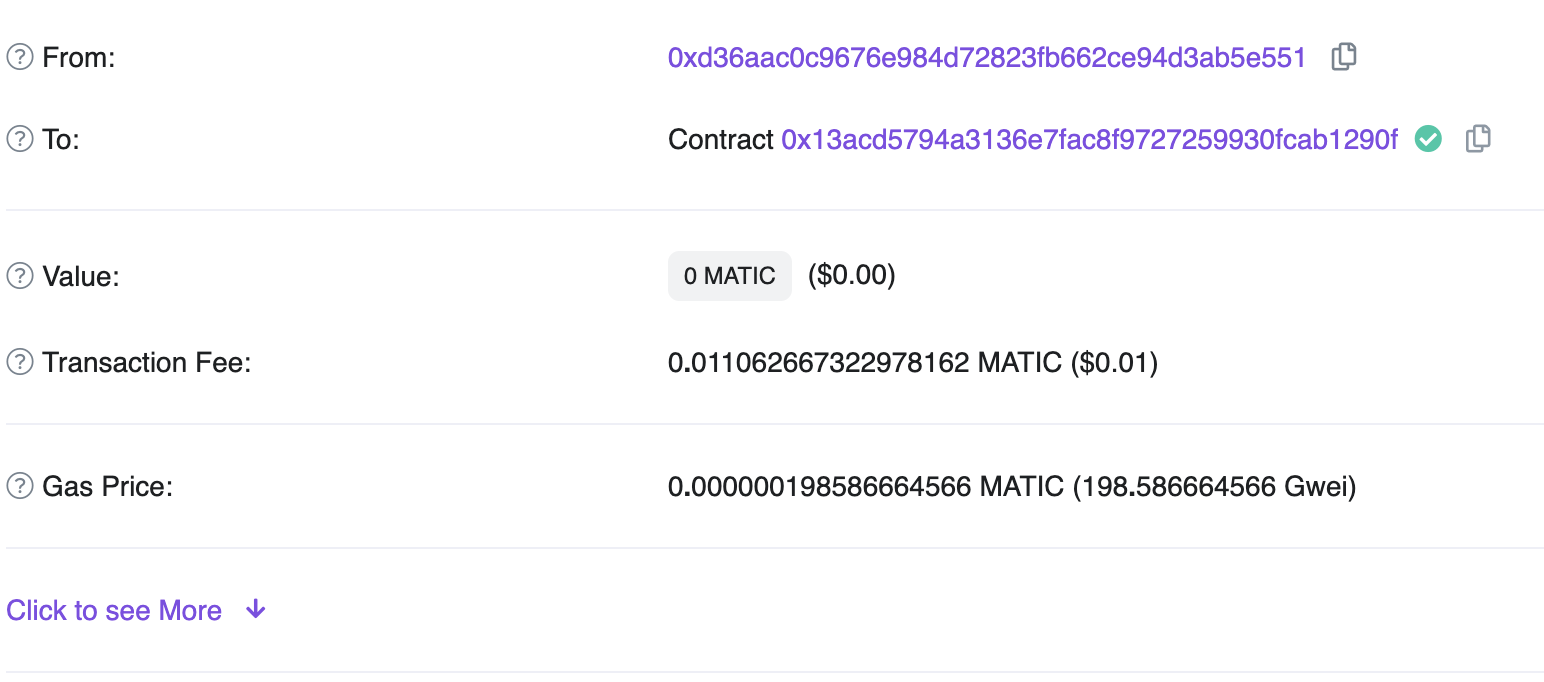 From: 0xd36aac0c9676e984d72823fb662ce94d3ab5e551
To: Contract 0x13acd5794a3136e7fac8f9727259930fcab1290f
Value: 0 MATIC ($0.00)
Transaction Fee: 0.011062667322978162 MATIC ($0.01)
Gas Price: 0.000000198586664566 MATIC (198.586664566 Gwei)
Click to see More